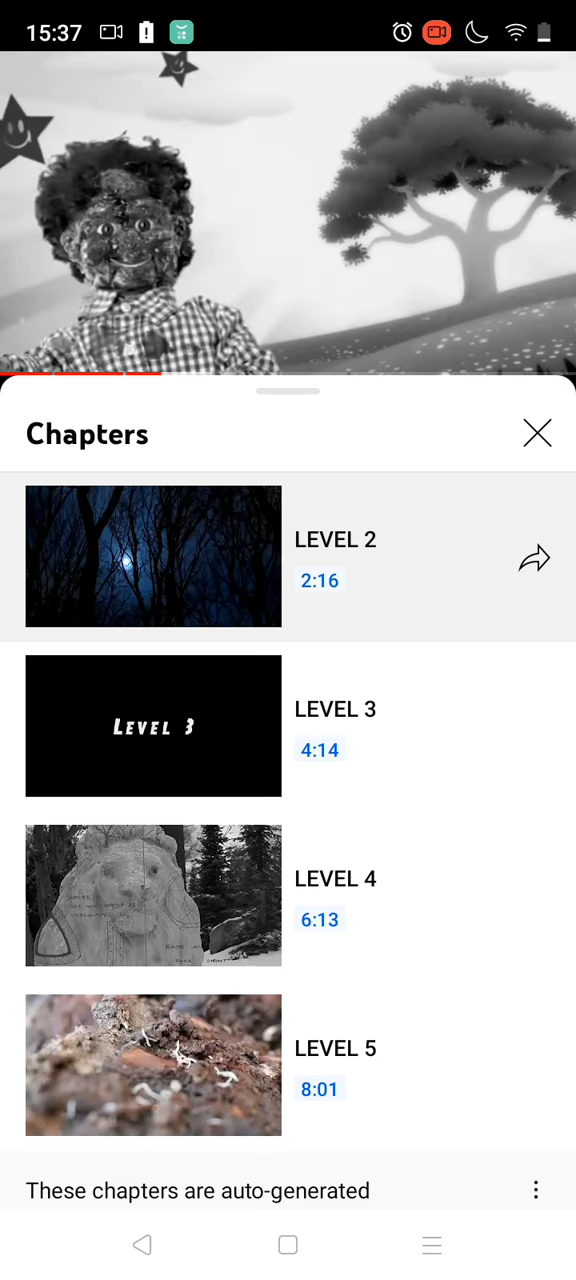 15:37
Chapters
LEVEL 2
2:16
LEVEL 3
LEVEL 3
4:14
LEVEL 4
6:13
LEVEL 5
8:01
These chapters are auto-generated